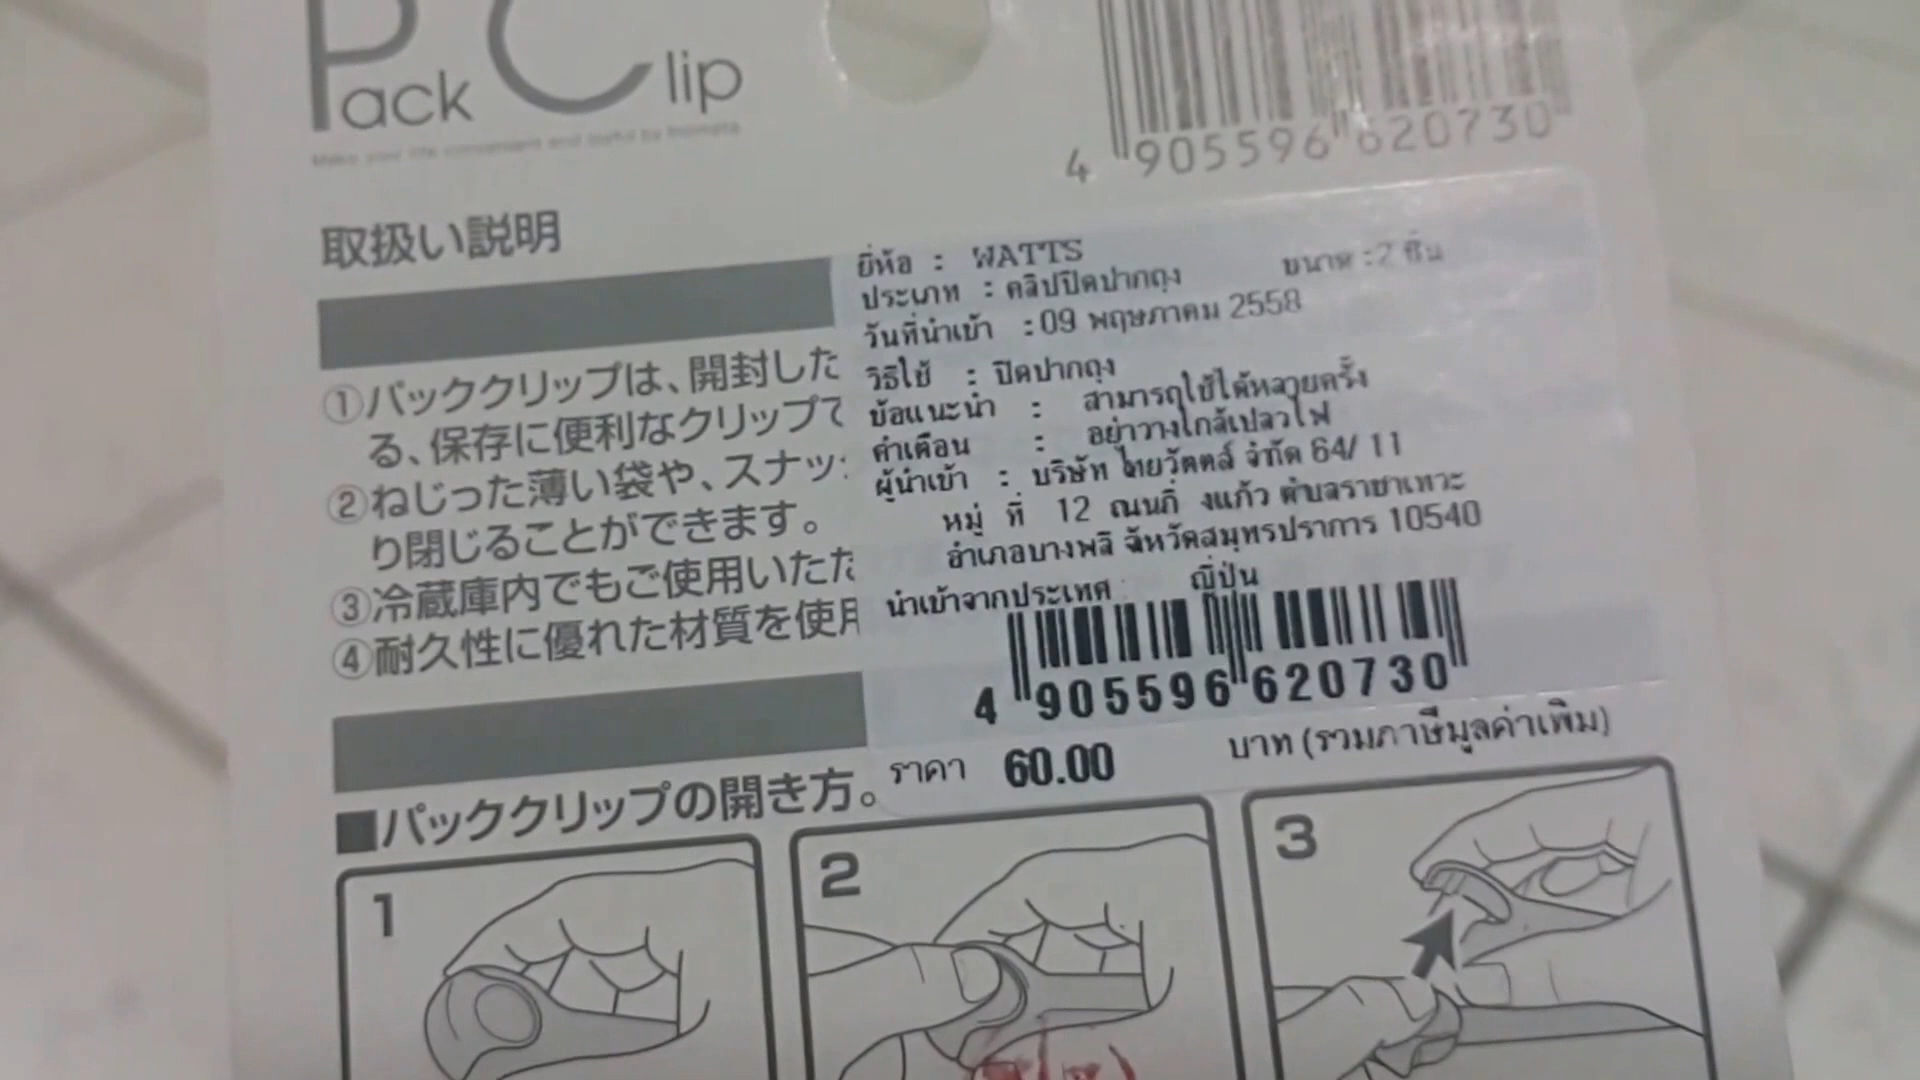 Pack Clip
Make your life convenient and joyful by Inomata
4 905596 620730
取扱い説明
①パッククリップは、開封した
る、保存に便利なクリップで
②ねじった薄い袋や、スナッ
り閉じることができます。
③冷蔵庫内でもご使用いただ
④耐久性に優れた材質を使用
■パッククリップの開き方。
ยี่ห้อ : WATTS
ประเภท : คลิปปิดปากถุง ขนาด : 2 ชิ้น
วันที่นำเข้า : 09 พฤษภาคม 2558
วิธีใช้ : ปิดปากถุง
ข้อแนะนำ : สามารถใช้ได้หลายครั้ง
คำเตือน : อย่าวางใกล้เปลวไฟ
ผู้นำเข้า : บริษัท ไทยวัตตส์ จำกัด 64/ 11
หมู่ ที่ 12 ถนนกิ่ งแก้ว ตำบลราชาเทวะ
อำเภอบางพลี จังหวัดสมุทรปราการ 10540
นำเข้าจากประเทศ ญี่ปุ่น
4 905596 620730
ราคา 60.00 บาท (รวมภาษีมูลค่าเพิ่ม)
1
2
3